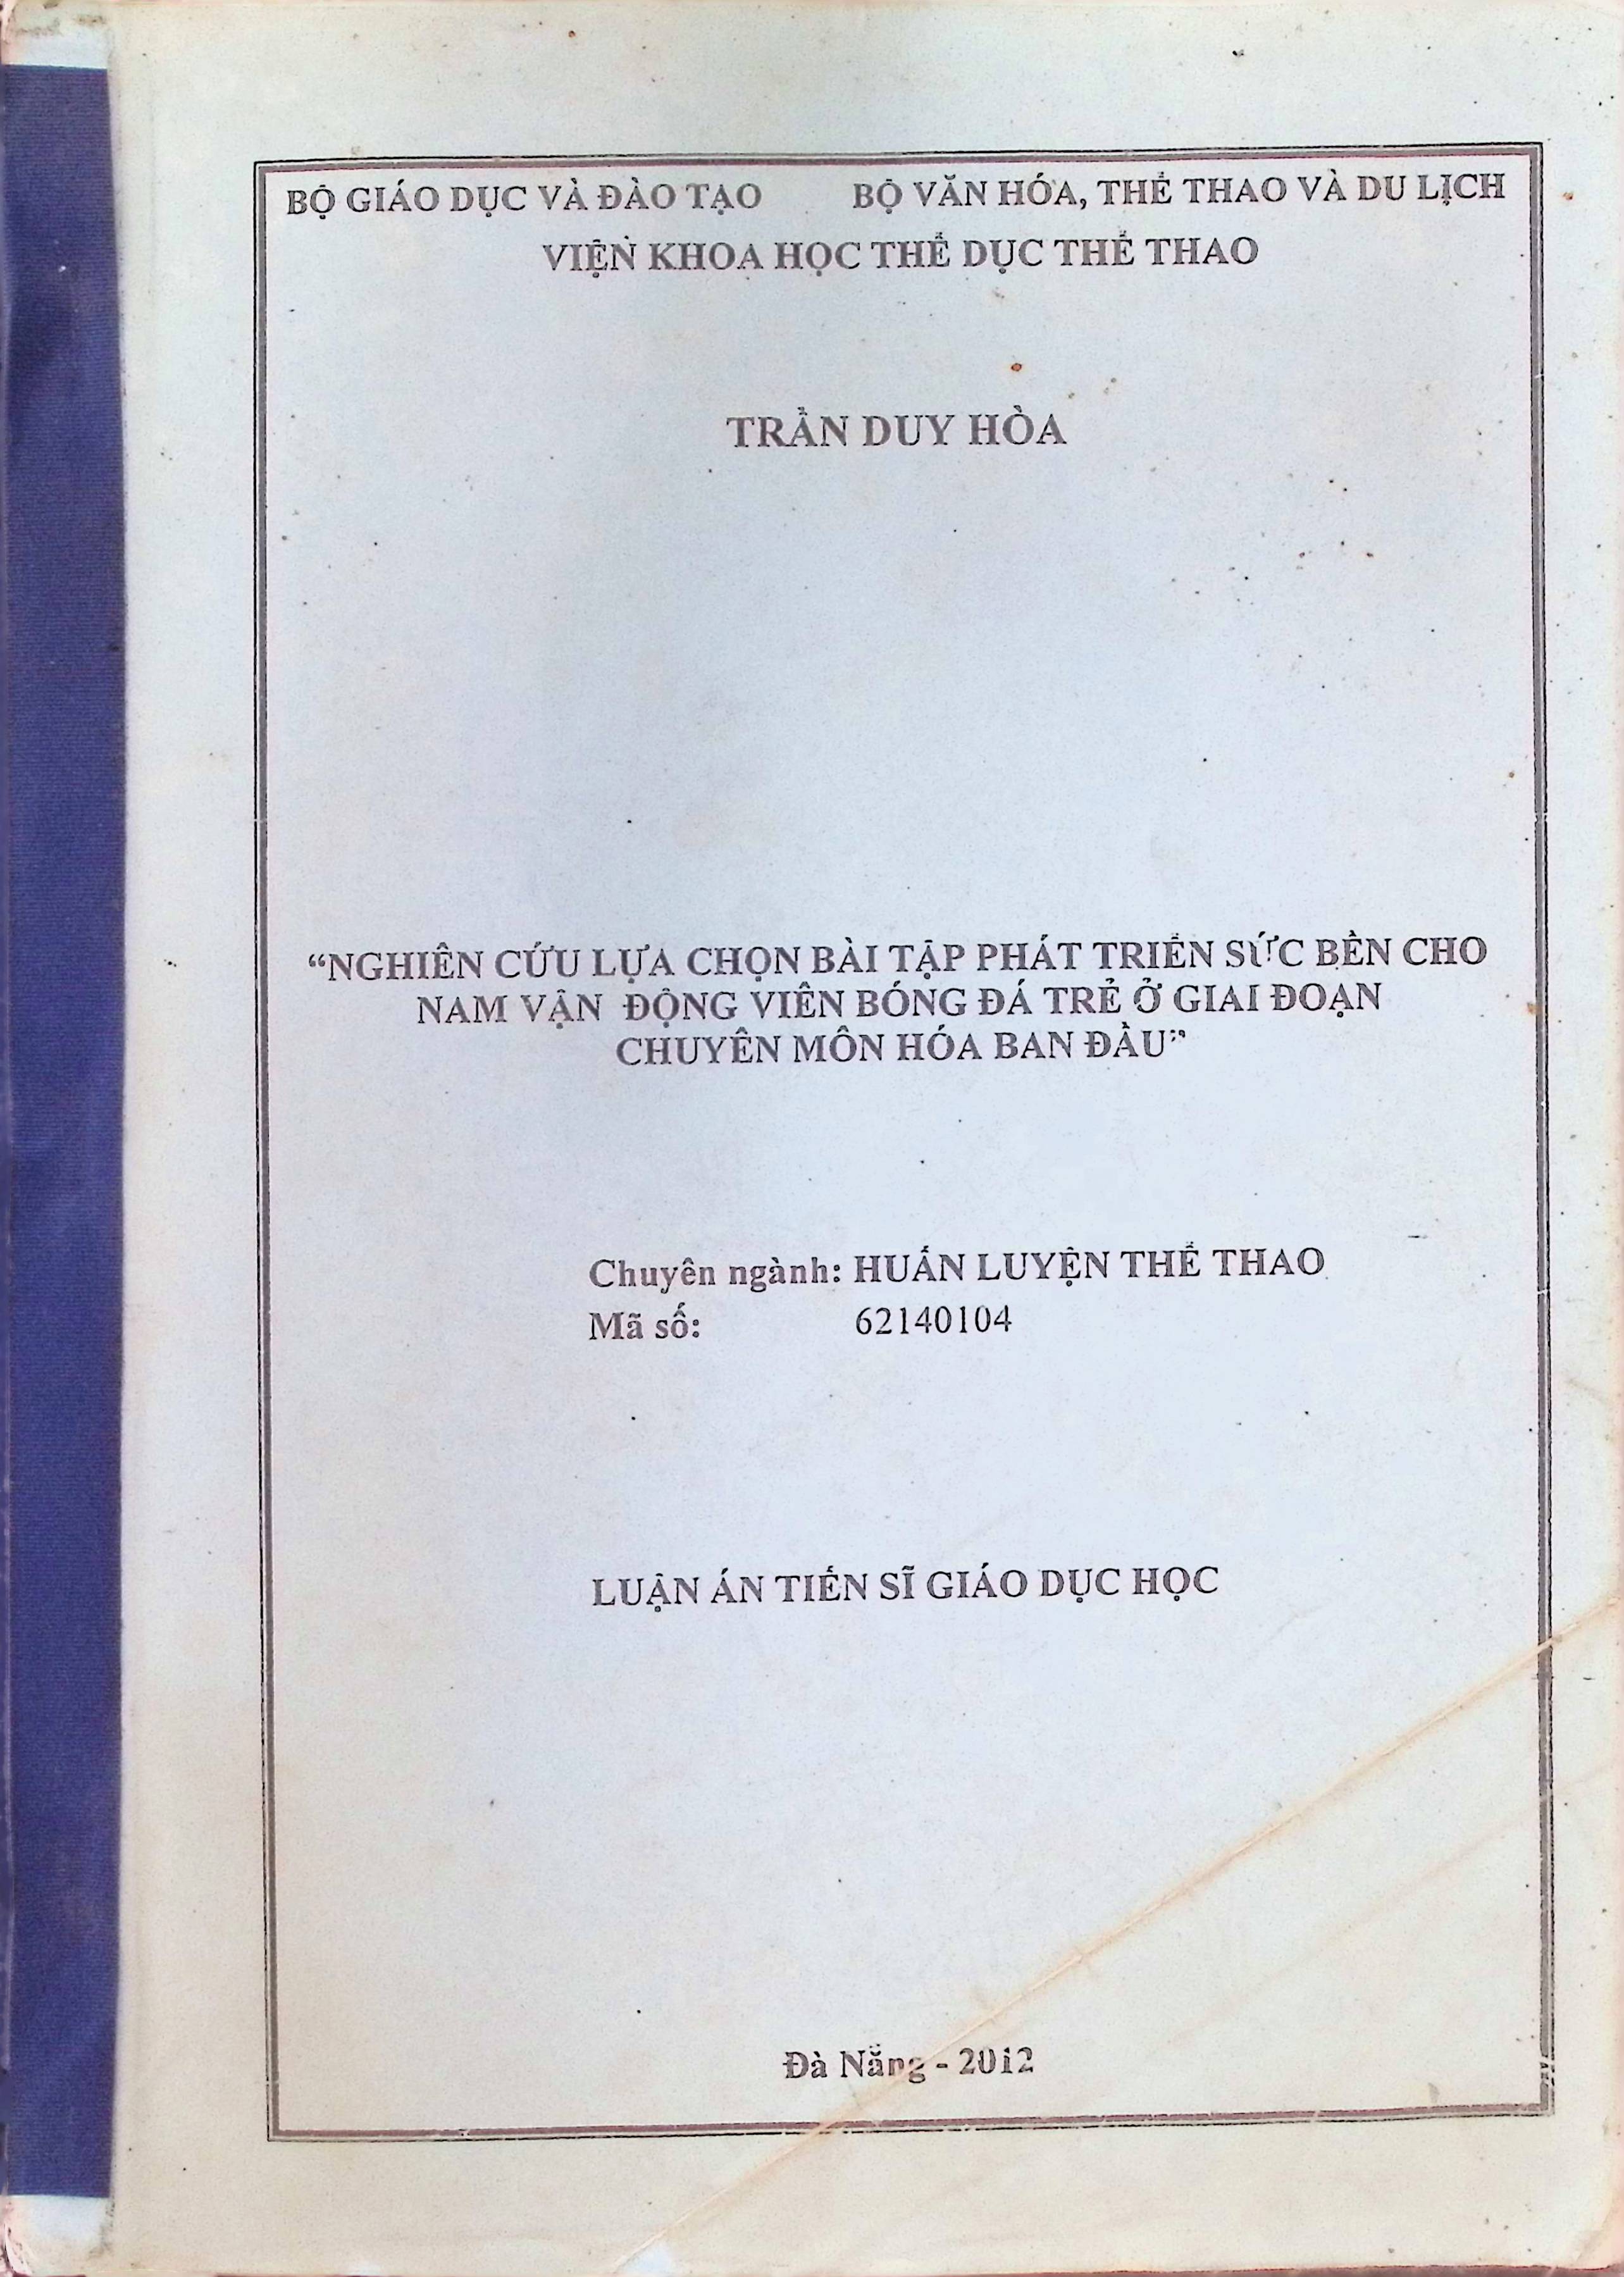 BỘ GIÁO DỤC VÀ ĐÀO TẠO BỘ VĂN HÓA, THỂ THAO VÀ DU LỊCH
VIỆN KHOA HỌC THỂ DỤC THỂ THAO
TRẦN DUY HÒA
“NGHIÊN CỨU LỰA CHỌN BÀI TẬP PHÁT TRIỂN SỨC BỀN CHO
NAM VẬN ĐỘNG VIÊN BÓNG ĐÁ TRẺ Ở GIAI ĐOẠN
CHUYÊN MÔN HÓA BAN ĐẦU”
Chuyên ngành: HUẤN LUYỆN THỂ THAO
Mã số: 62140104
LUẬN ÁN TIẾN SĨ GIÁO DỤC HỌC
Đà Nẵng - 2012